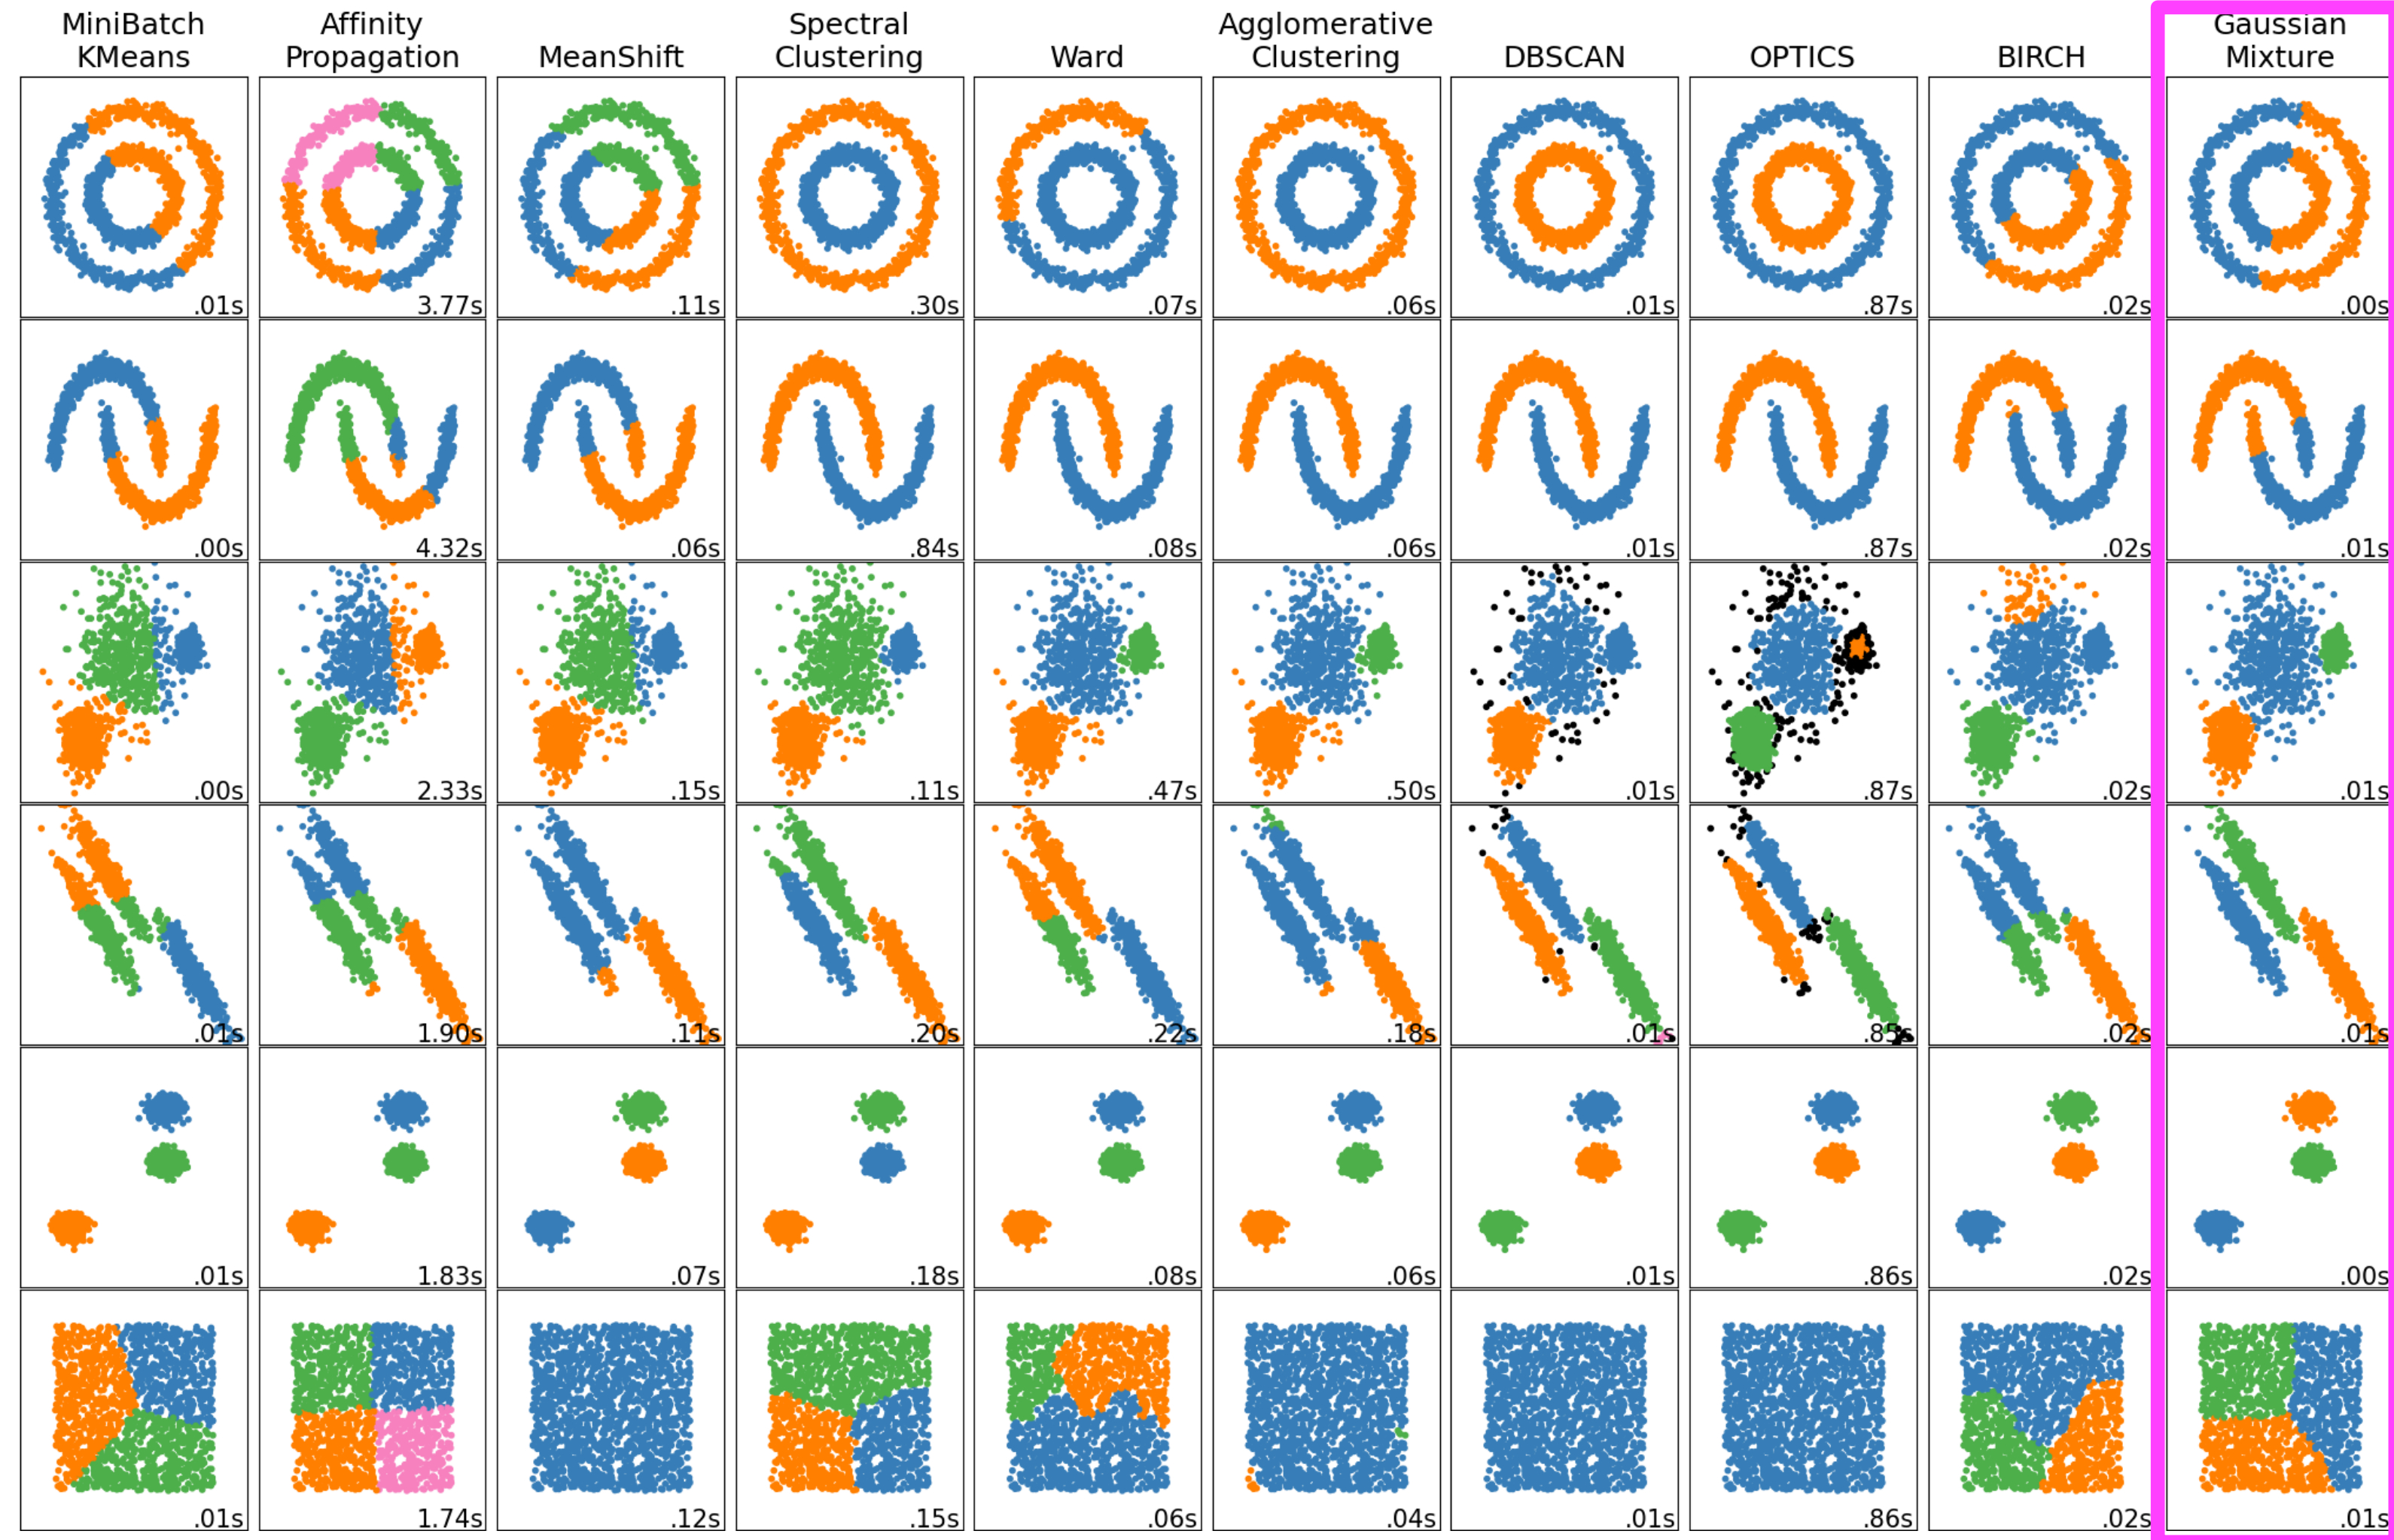 MiniBatch
KMeans
Affinity
Propagation
MeanShift
Spectral
Clustering
Ward
Agglomerative
Clustering
DBSCAN
OPTICS
BIRCH
Gaussian
Mixture
.01s 3.77s .11s .30s .07s .06s .01s .87s .02s .00s
.00s 4.32s .06s .84s .08s .06s .01s .87s .02s .01s
.00s 2.33s .15s .11s .47s .50s .01s .87s .02s .01s
.01s 1.90s .11s .20s .22s .18s .01s .85s .02s .01s
.01s 1.83s .07s .18s .08s .06s .01s .86s .02s .00s
.01s 1.74s .12s .15s .06s .04s .01s .86s .02s .01s